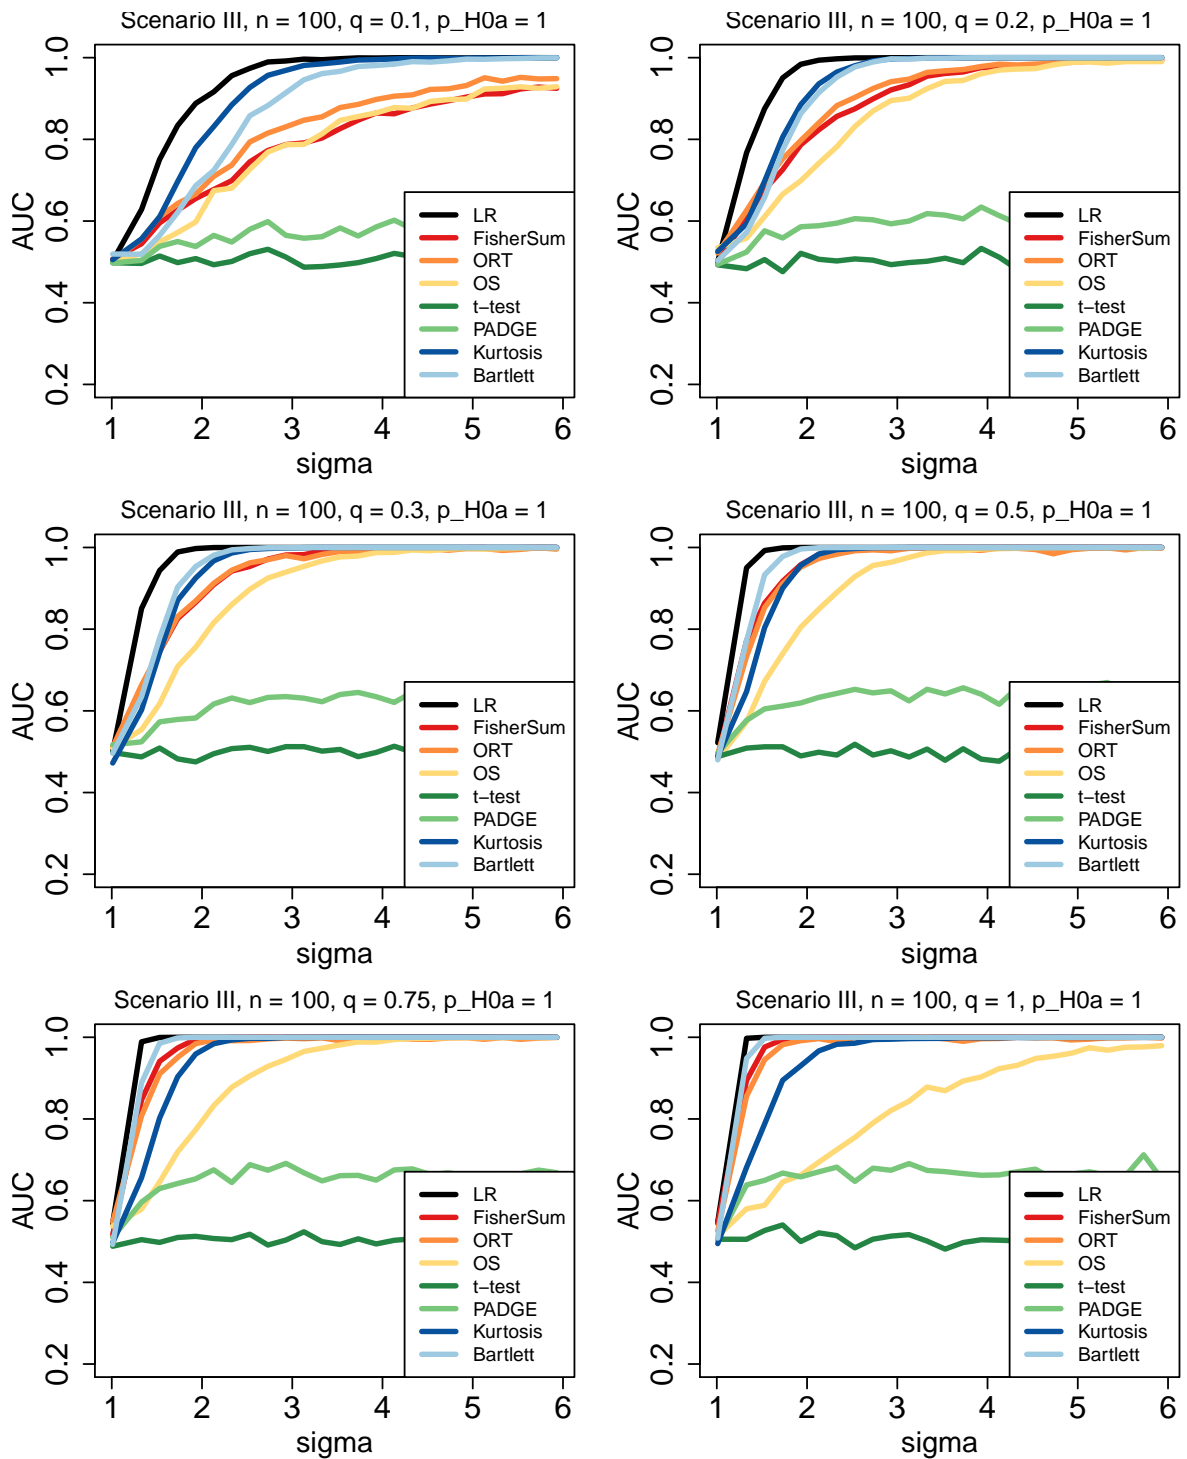 Scenario III, n = 100, q = 0.1, p_H0a = 1
AUC
0.2 0.4 0.6 0.8 1.0
LR
FisherSum
ORT
OS
t−test
PADGE
Kurtosis
Bartlett
1 2 3 4 5 6
sigma
Scenario III, n = 100, q = 0.2, p_H0a = 1
AUC
0.2 0.4 0.6 0.8 1.0
LR
FisherSum
ORT
OS
t−test
PADGE
Kurtosis
Bartlett
1 2 3 4 5 6
sigma
Scenario III, n = 100, q = 0.3, p_H0a = 1
AUC
0.2 0.4 0.6 0.8 1.0
LR
FisherSum
ORT
OS
t−test
PADGE
Kurtosis
Bartlett
1 2 3 4 5 6
sigma
Scenario III, n = 100, q = 0.5, p_H0a = 1
AUC
0.2 0.4 0.6 0.8 1.0
LR
FisherSum
ORT
OS
t−test
PADGE
Kurtosis
Bartlett
1 2 3 4 5 6
sigma
Scenario III, n = 100, q = 0.75, p_H0a = 1
AUC
0.2 0.4 0.6 0.8 1.0
LR
FisherSum
ORT
OS
t−test
PADGE
Kurtosis
Bartlett
1 2 3 4 5 6
sigma
Scenario III, n = 100, q = 1, p_H0a = 1
AUC
0.2 0.4 0.6 0.8 1.0
LR
FisherSum
ORT
OS
t−test
PADGE
Kurtosis
Bartlett
1 2 3 4 5 6
sigma